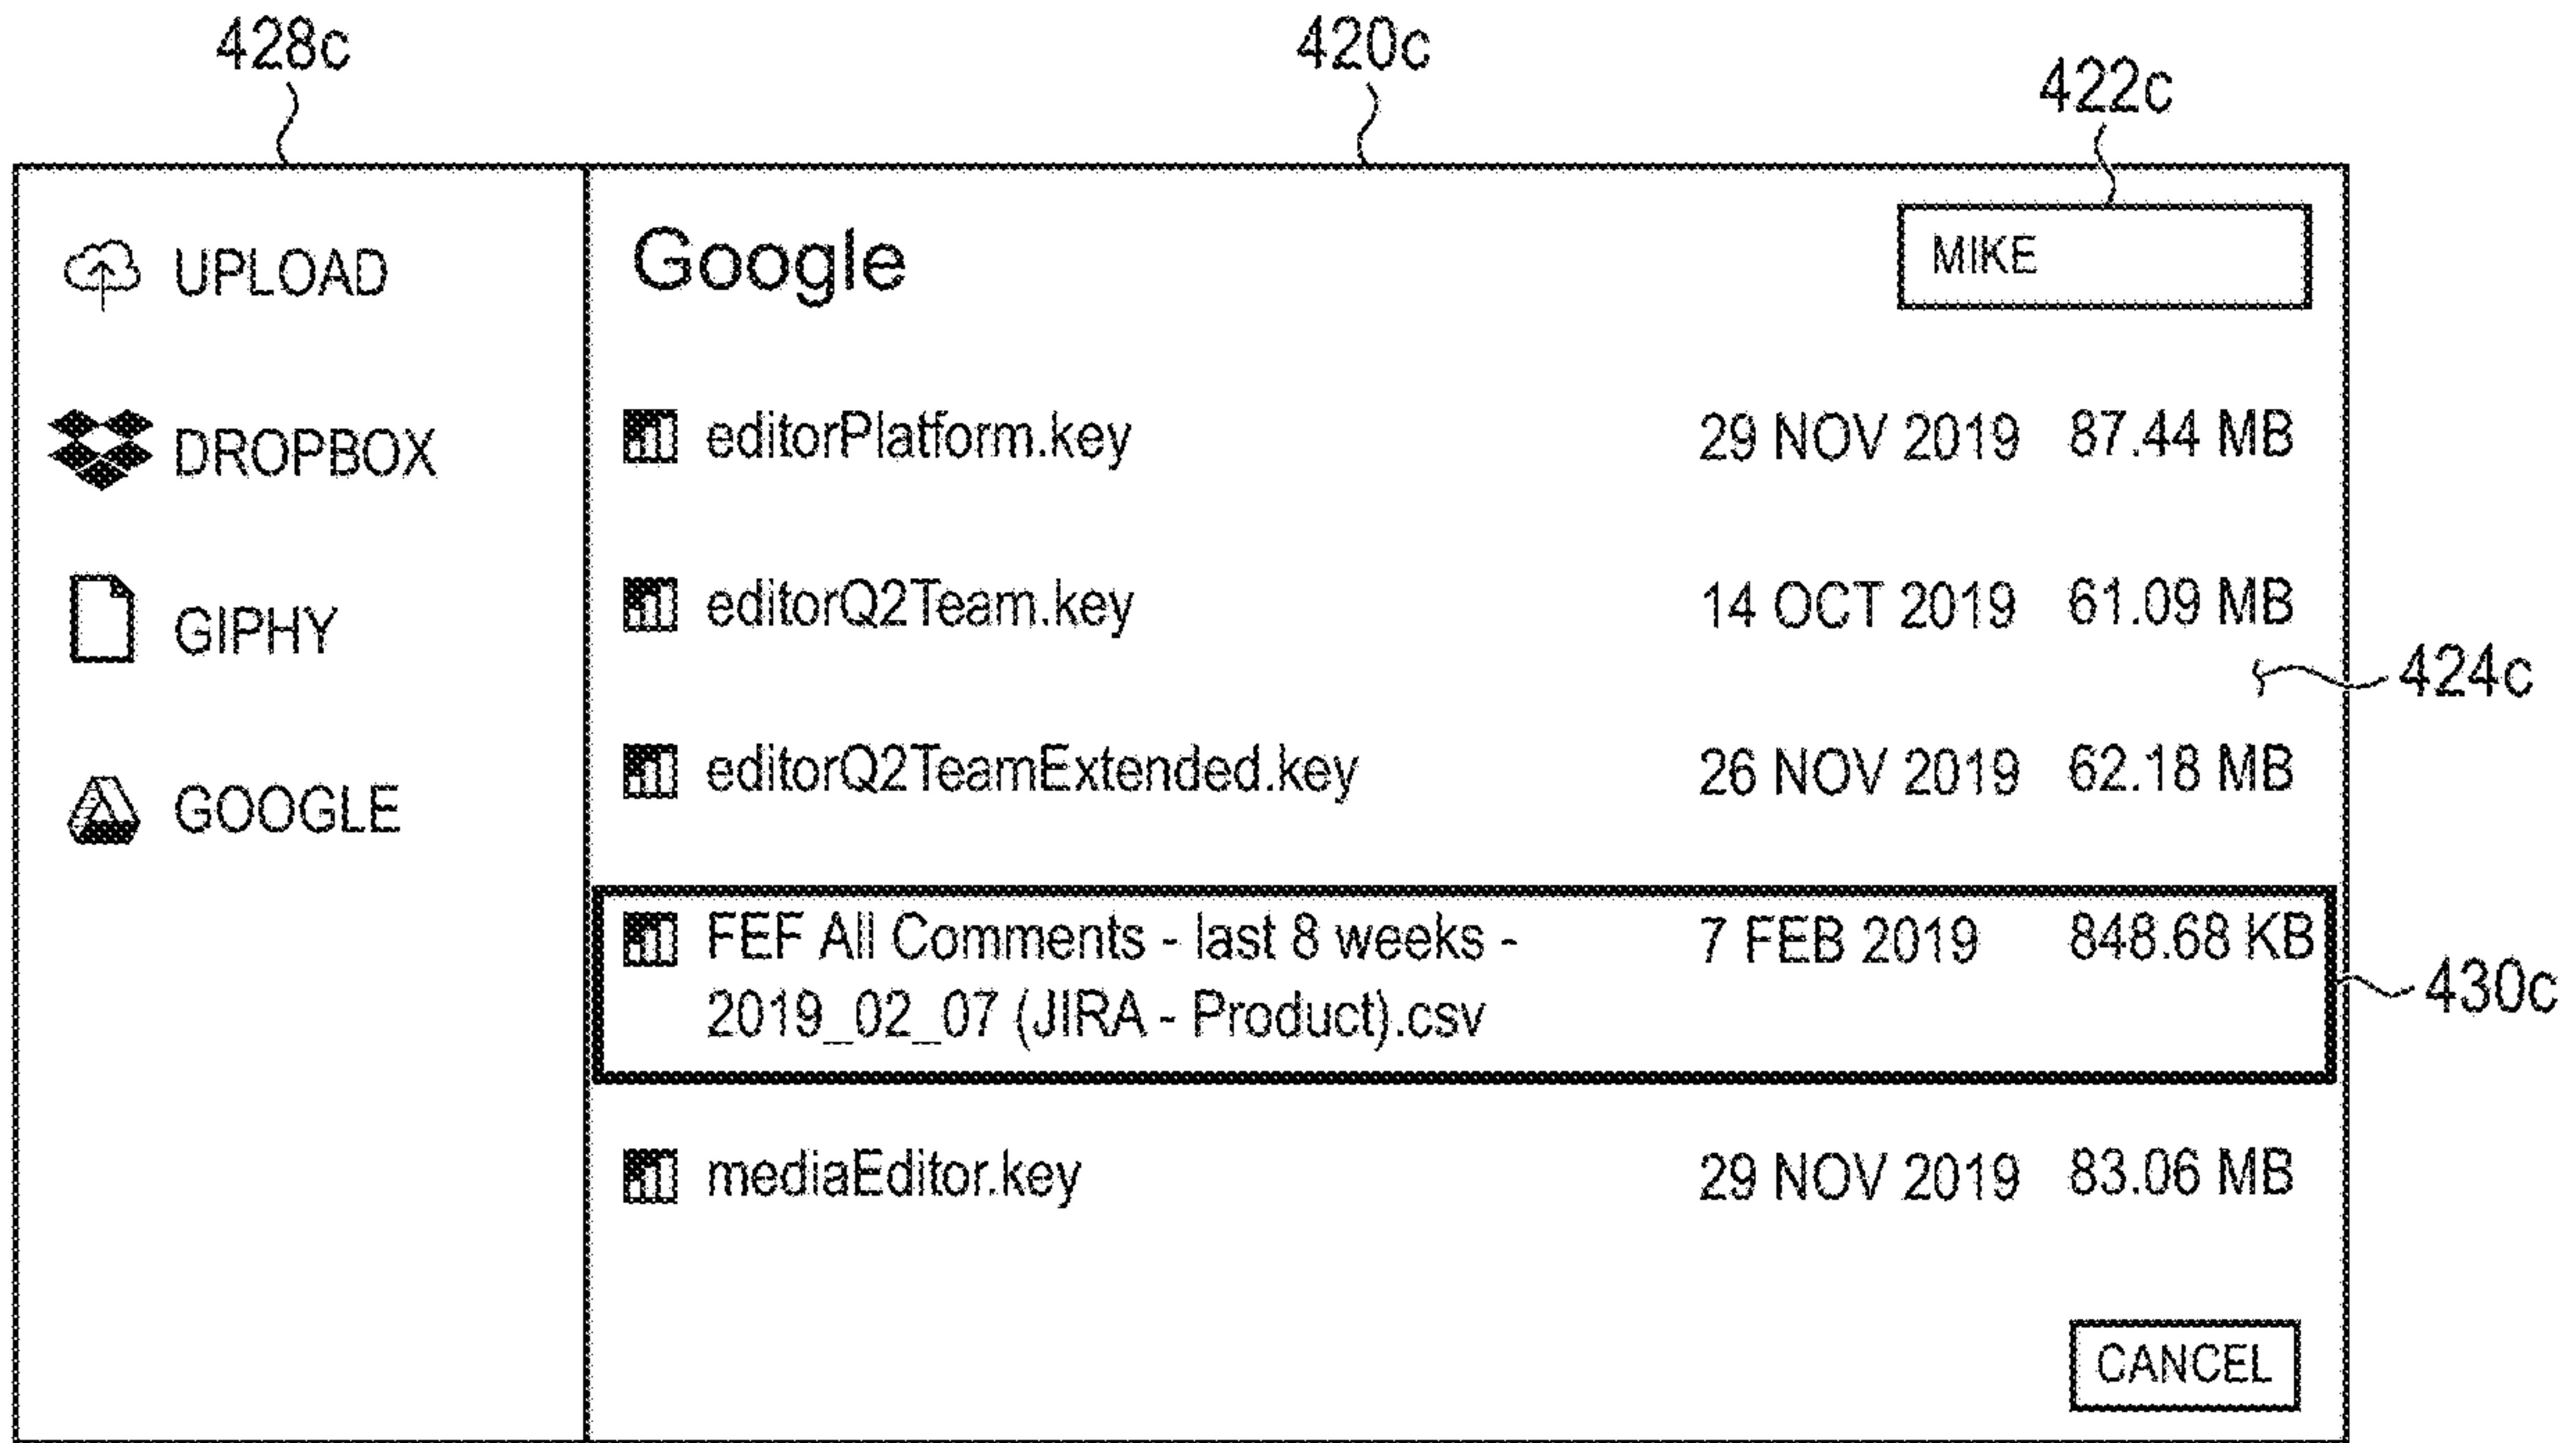 428c
420c
422c
UPLOAD
DROPBOX
GIPHY
GOOGLE
Google
MIKE
editorPlatform.key 29 NOV 2019 87.44 MB
editorQ2Team.key 14 OCT 2019 61.09 MB
424c
editorQ2TeamExtended.key 26 NOV 2019 62.18 MB
FEF All Comments - last 8 weeks - 7 FEB 2019 848.68 KB
2019_02_07 (JIRA - Product).csv
430c
mediaEditor.key 29 NOV 2019 83.06 MB
CANCEL